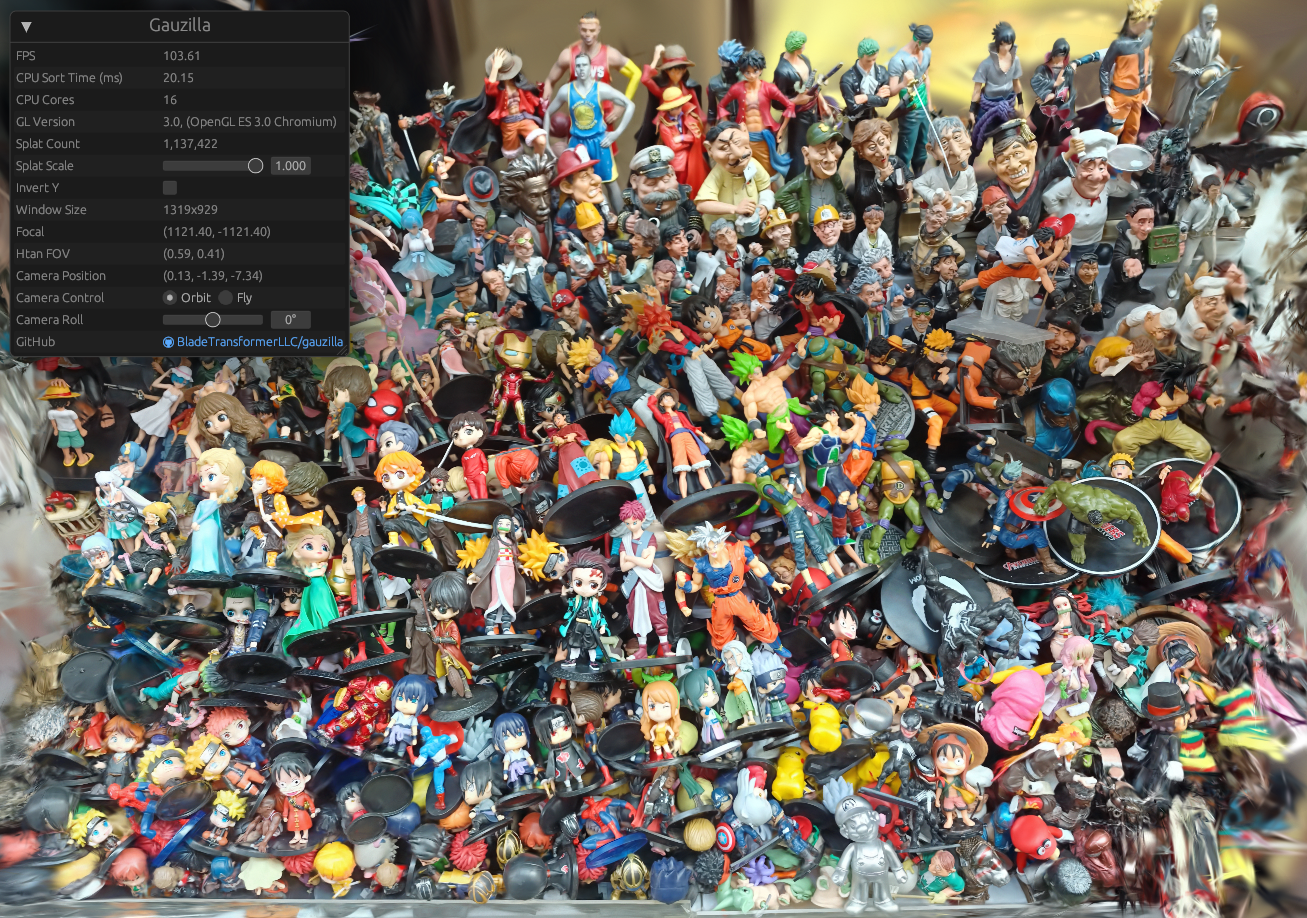 Gauzilla
FPS 103.61
CPU Sort Time (ms) 20.15
CPU Cores 16
GL Version 3.0, (OpenGL ES 3.0 Chromium)
Splat Count 1,137,422
Splat Scale 1.000
Invert Y
Window Size 1319x929
Focal (1121.40, -1121.40)
Htan FOV (0.59, 0.41)
Camera Position (0.13, -1.39, -7.34)
Camera Control Orbit Fly
Camera Roll 0°
GitHub BladeTransformerLLC/gauzilla